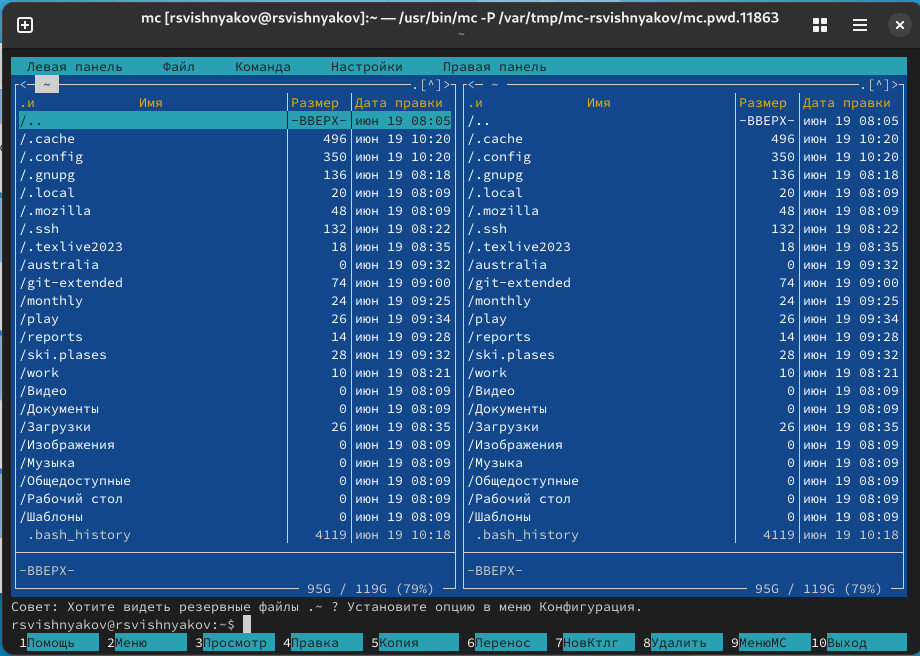 mc [rsvishnyakov@rsvishnyakov]:~ — /usr/bin/mc -P /var/tmp/mc-rsvishnyakov/mc.pwd.11863
~
Левая панель Файл Команда Настройки Правая панель
<— ~ .[^]> <— ~ .[^]>
.и Имя Размер Дата правки .и Имя Размер Дата правки
/.. -ВВЕРХ- июн 19 08:05 /.. -ВВЕРХ- июн 19 08:05
/.cache 496 июн 19 10:20 /.cache 496 июн 19 10:20
/.config 350 июн 19 10:20 /.config 350 июн 19 10:20
/.gnupg 136 июн 19 08:18 /.gnupg 136 июн 19 08:18
/.local 20 июн 19 08:09 /.local 20 июн 19 08:09
/.mozilla 48 июн 19 08:09 /.mozilla 48 июн 19 08:09
/.ssh 132 июн 19 08:22 /.ssh 132 июн 19 08:22
/.texlive2023 18 июн 19 08:35 /.texlive2023 18 июн 19 08:35
/australia 0 июн 19 09:32 /australia 0 июн 19 09:32
/git-extended 74 июн 19 09:00 /git-extended 74 июн 19 09:00
/monthly 24 июн 19 09:25 /monthly 24 июн 19 09:25
/play 26 июн 19 09:34 /play 26 июн 19 09:34
/reports 14 июн 19 09:28 /reports 14 июн 19 09:28
/ski.plases 28 июн 19 09:32 /ski.plases 28 июн 19 09:32
/work 10 июн 19 08:21 /work 10 июн 19 08:21
/Видео 0 июн 19 08:09 /Видео 0 июн 19 08:09
/Документы 0 июн 19 08:09 /Документы 0 июн 19 08:09
/Загрузки 26 июн 19 08:35 /Загрузки 26 июн 19 08:35
/Изображения 0 июн 19 08:09 /Изображения 0 июн 19 08:09
/Музыка 0 июн 19 08:09 /Музыка 0 июн 19 08:09
/Общедоступные 0 июн 19 08:09 /Общедоступные 0 июн 19 08:09
/Рабочий стол 0 июн 19 08:09 /Рабочий стол 0 июн 19 08:09
/Шаблоны 0 июн 19 08:09 /Шаблоны 0 июн 19 08:09
.bash_history 4119 июн 19 10:18 .bash_history 4119 июн 19 10:18
-ВВЕРХ- -ВВЕРХ-
95G / 119G (79%) 95G / 119G (79%)
Совет: Хотите видеть резервные файлы .~ ? Установите опцию в меню Конфигурация.
rsvishnyakov@rsvishnyakov:~$
1Помощь 2Меню 3Просмотр 4Правка 5Копия 6Перенос 7НовКтлг 8Удалить 9МенюМС 10Выход